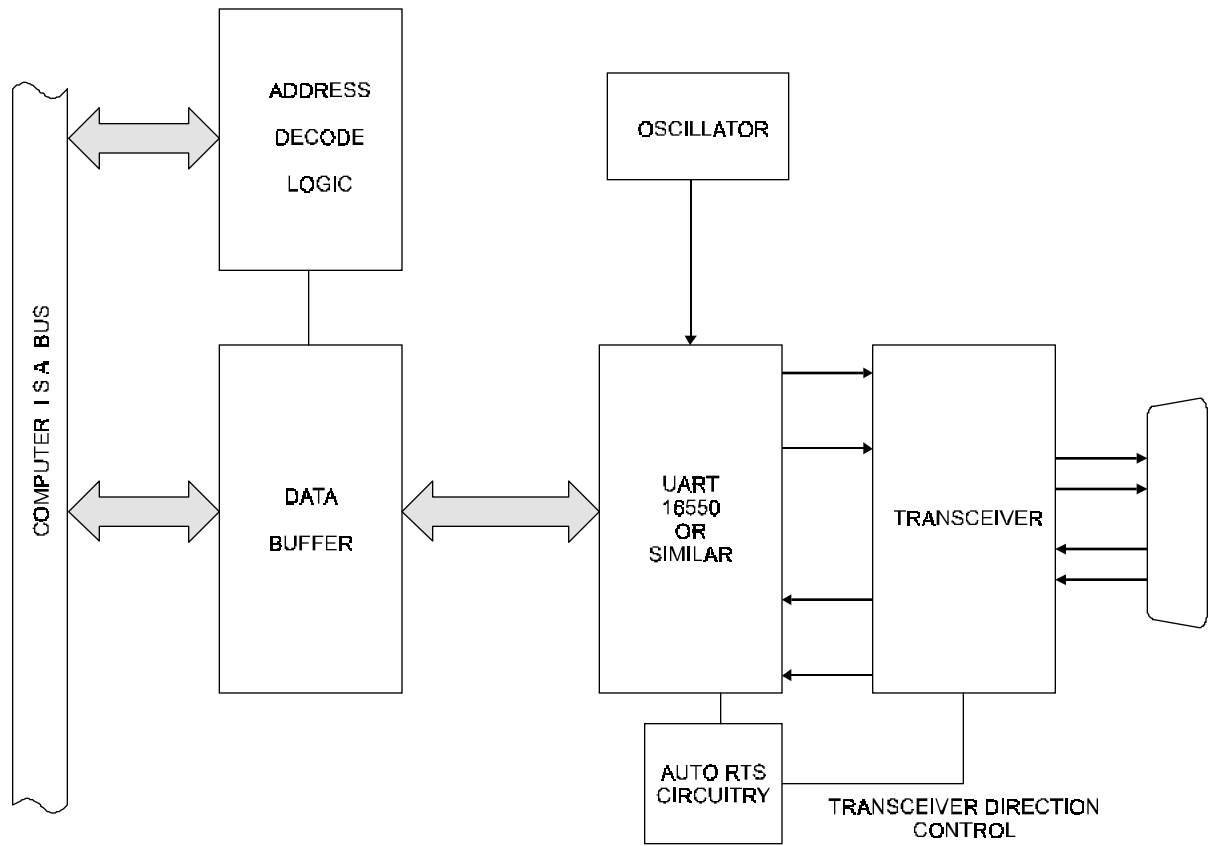 ADDRESS
DECODE
LOGIC
OSCILLATOR
COMPUTER ISA BUS
DATA
BUFFER
UART
16550
OR
SIMILAR
TRANSCEIVER
AUTO RTS
CIRCUITRY
TRANSCEIVER DIRECTION
CONTROL